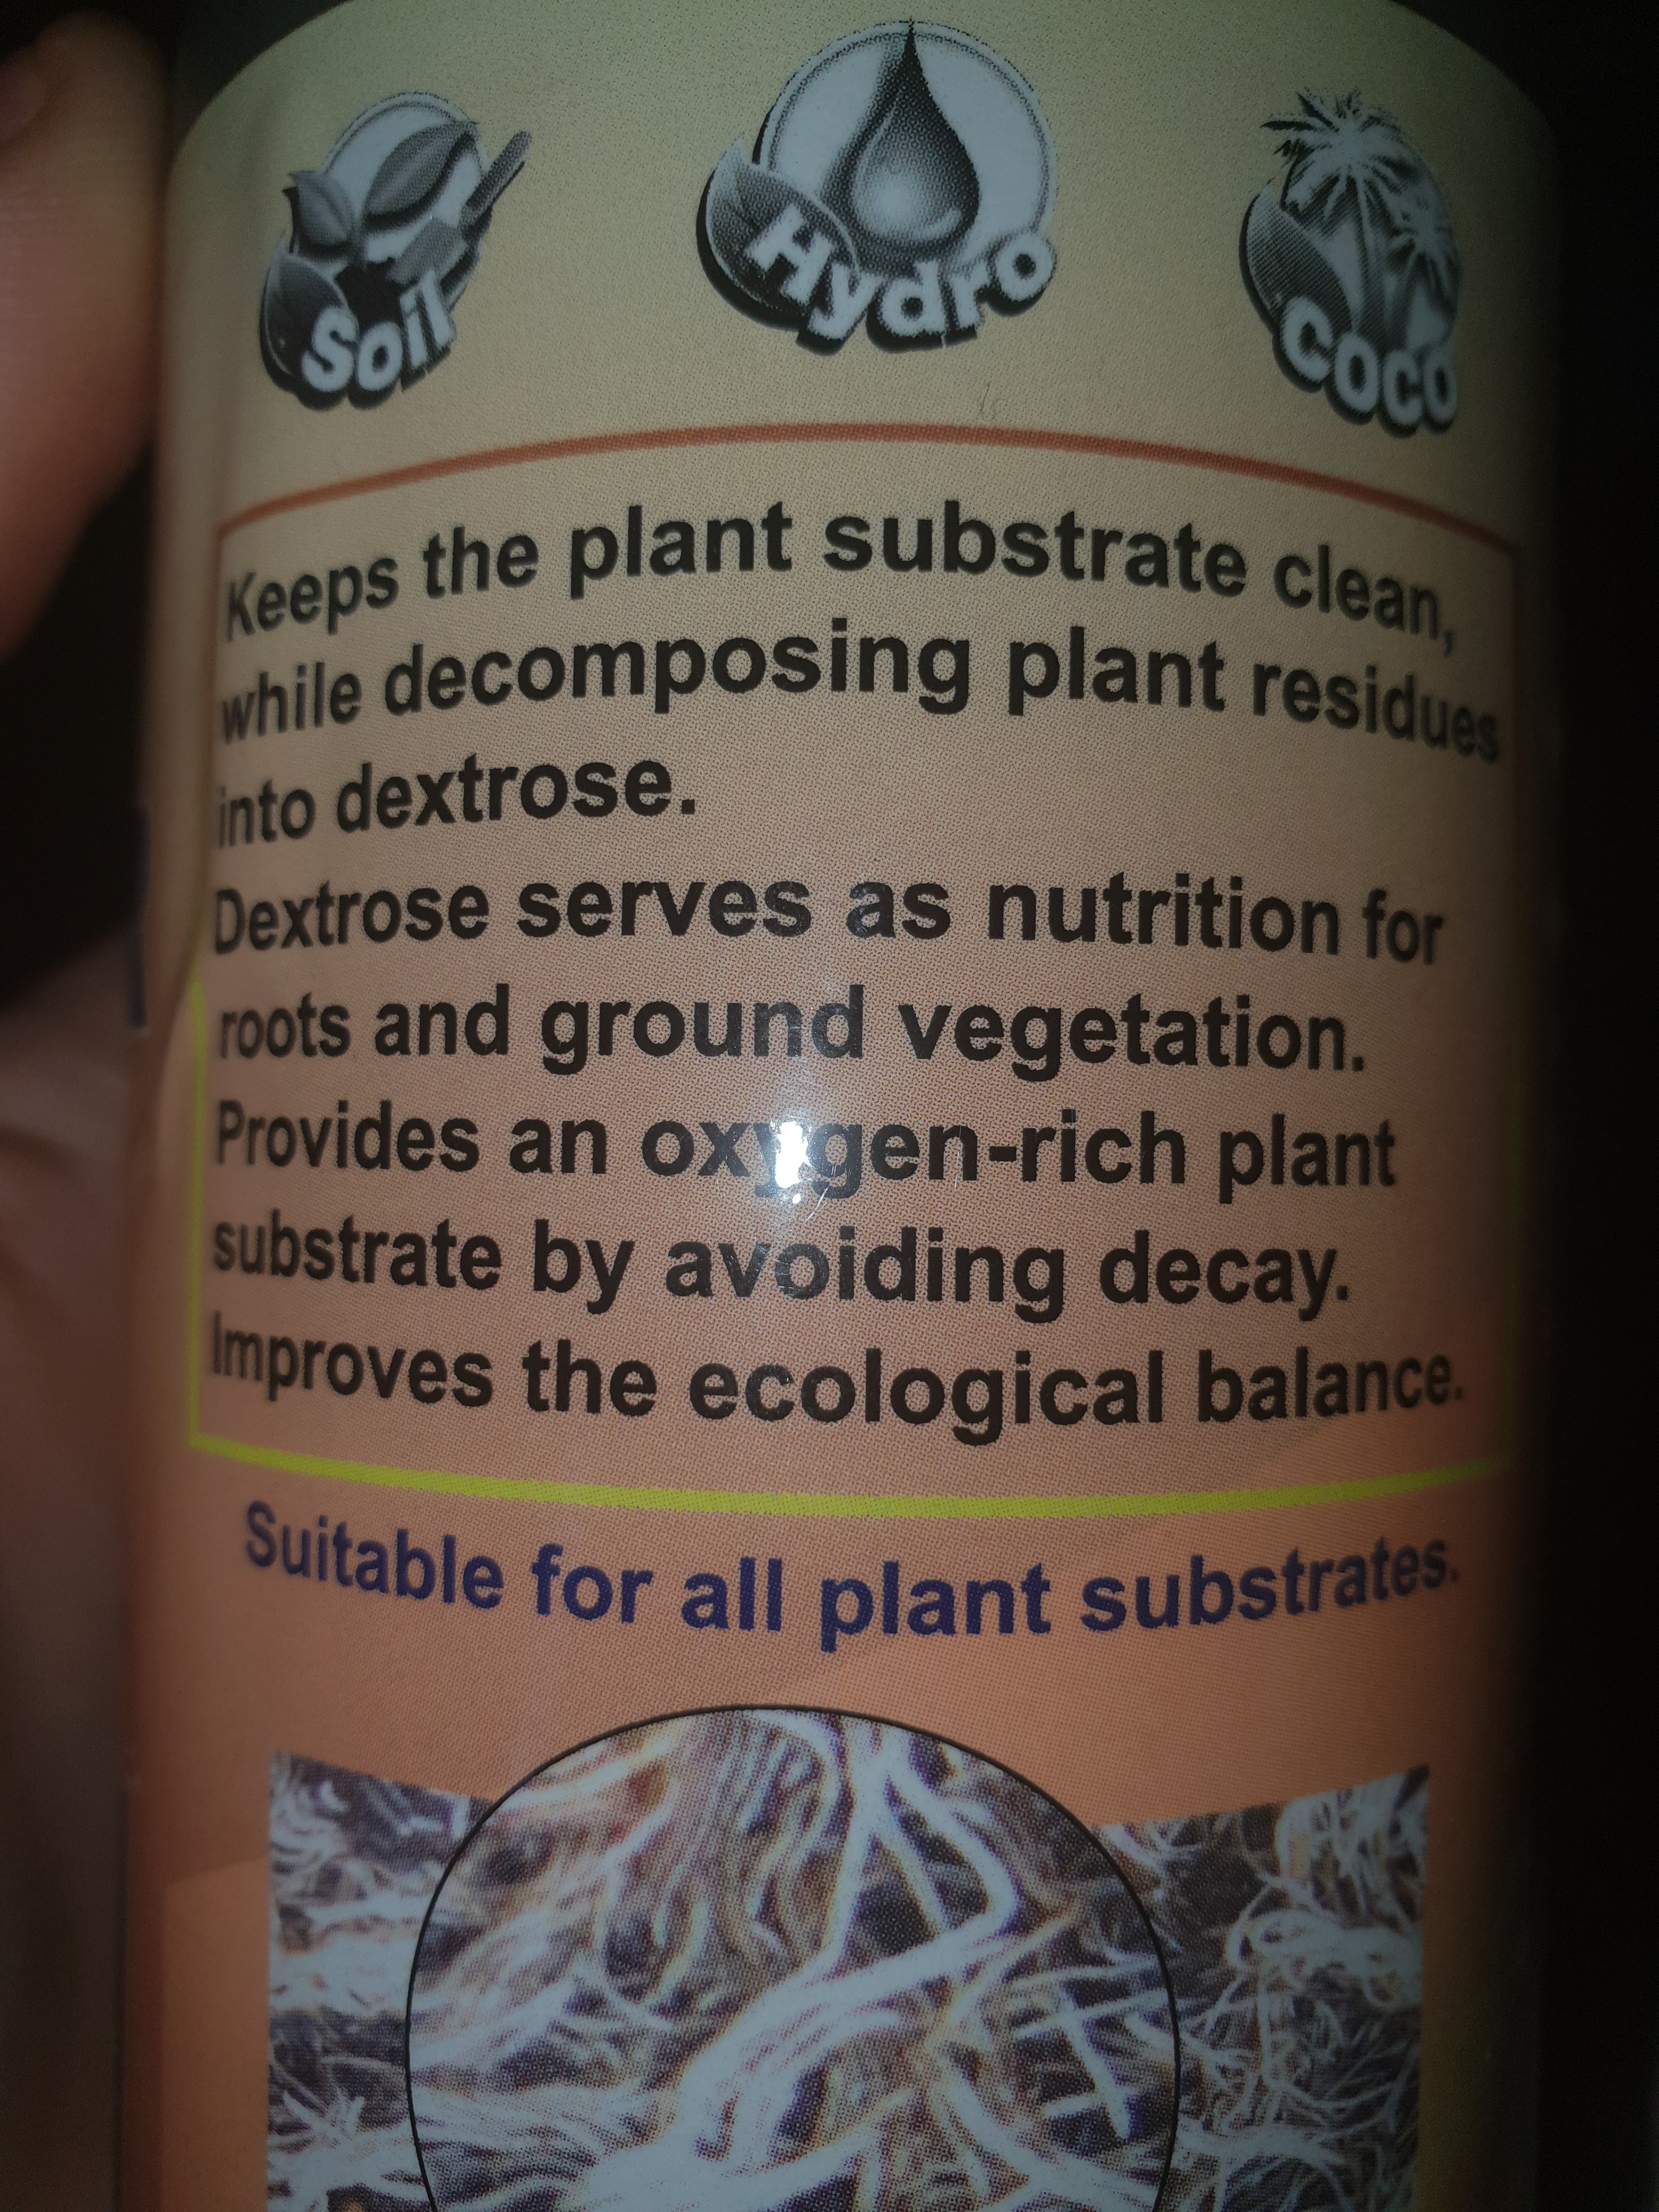 Soil
Hydro
Coco
Keeps the plant substrate clean,
while decomposing plant residues
into dextrose.
Dextrose serves as nutrition for
roots and ground vegetation.
Provides an oxygen-rich plant
substrate by avoiding decay.
Improves the ecological balance.
Suitable for all plant substrates.